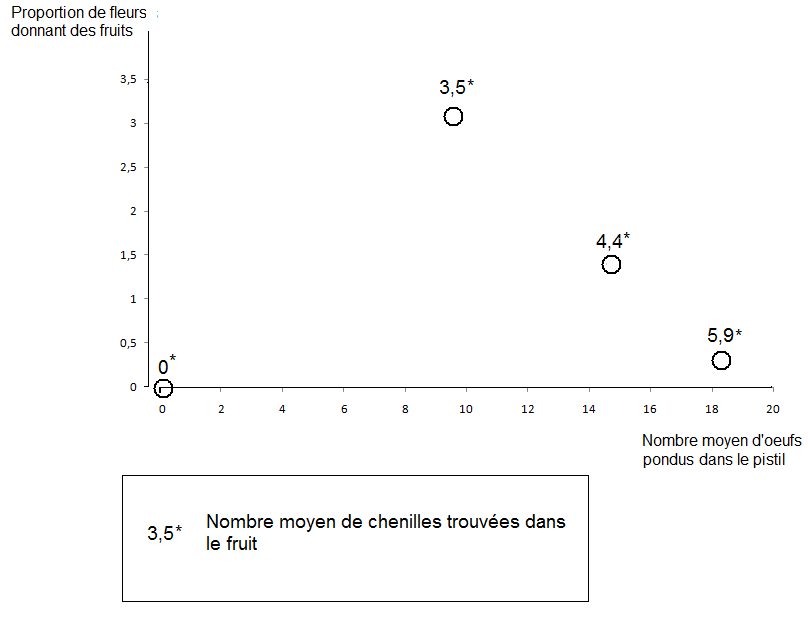 Proportion de fleurs
donnant des fruits
3,5
3
2,5
2
1,5
1
0,5
0
3,5*
4,4*
5,9*
0*
0 2 4 6 8 10 12 14 16 18 20
Nombre moyen d'oeufs
pondus dans le pistil
3,5* Nombre moyen de chenilles trouvées dans
le fruit